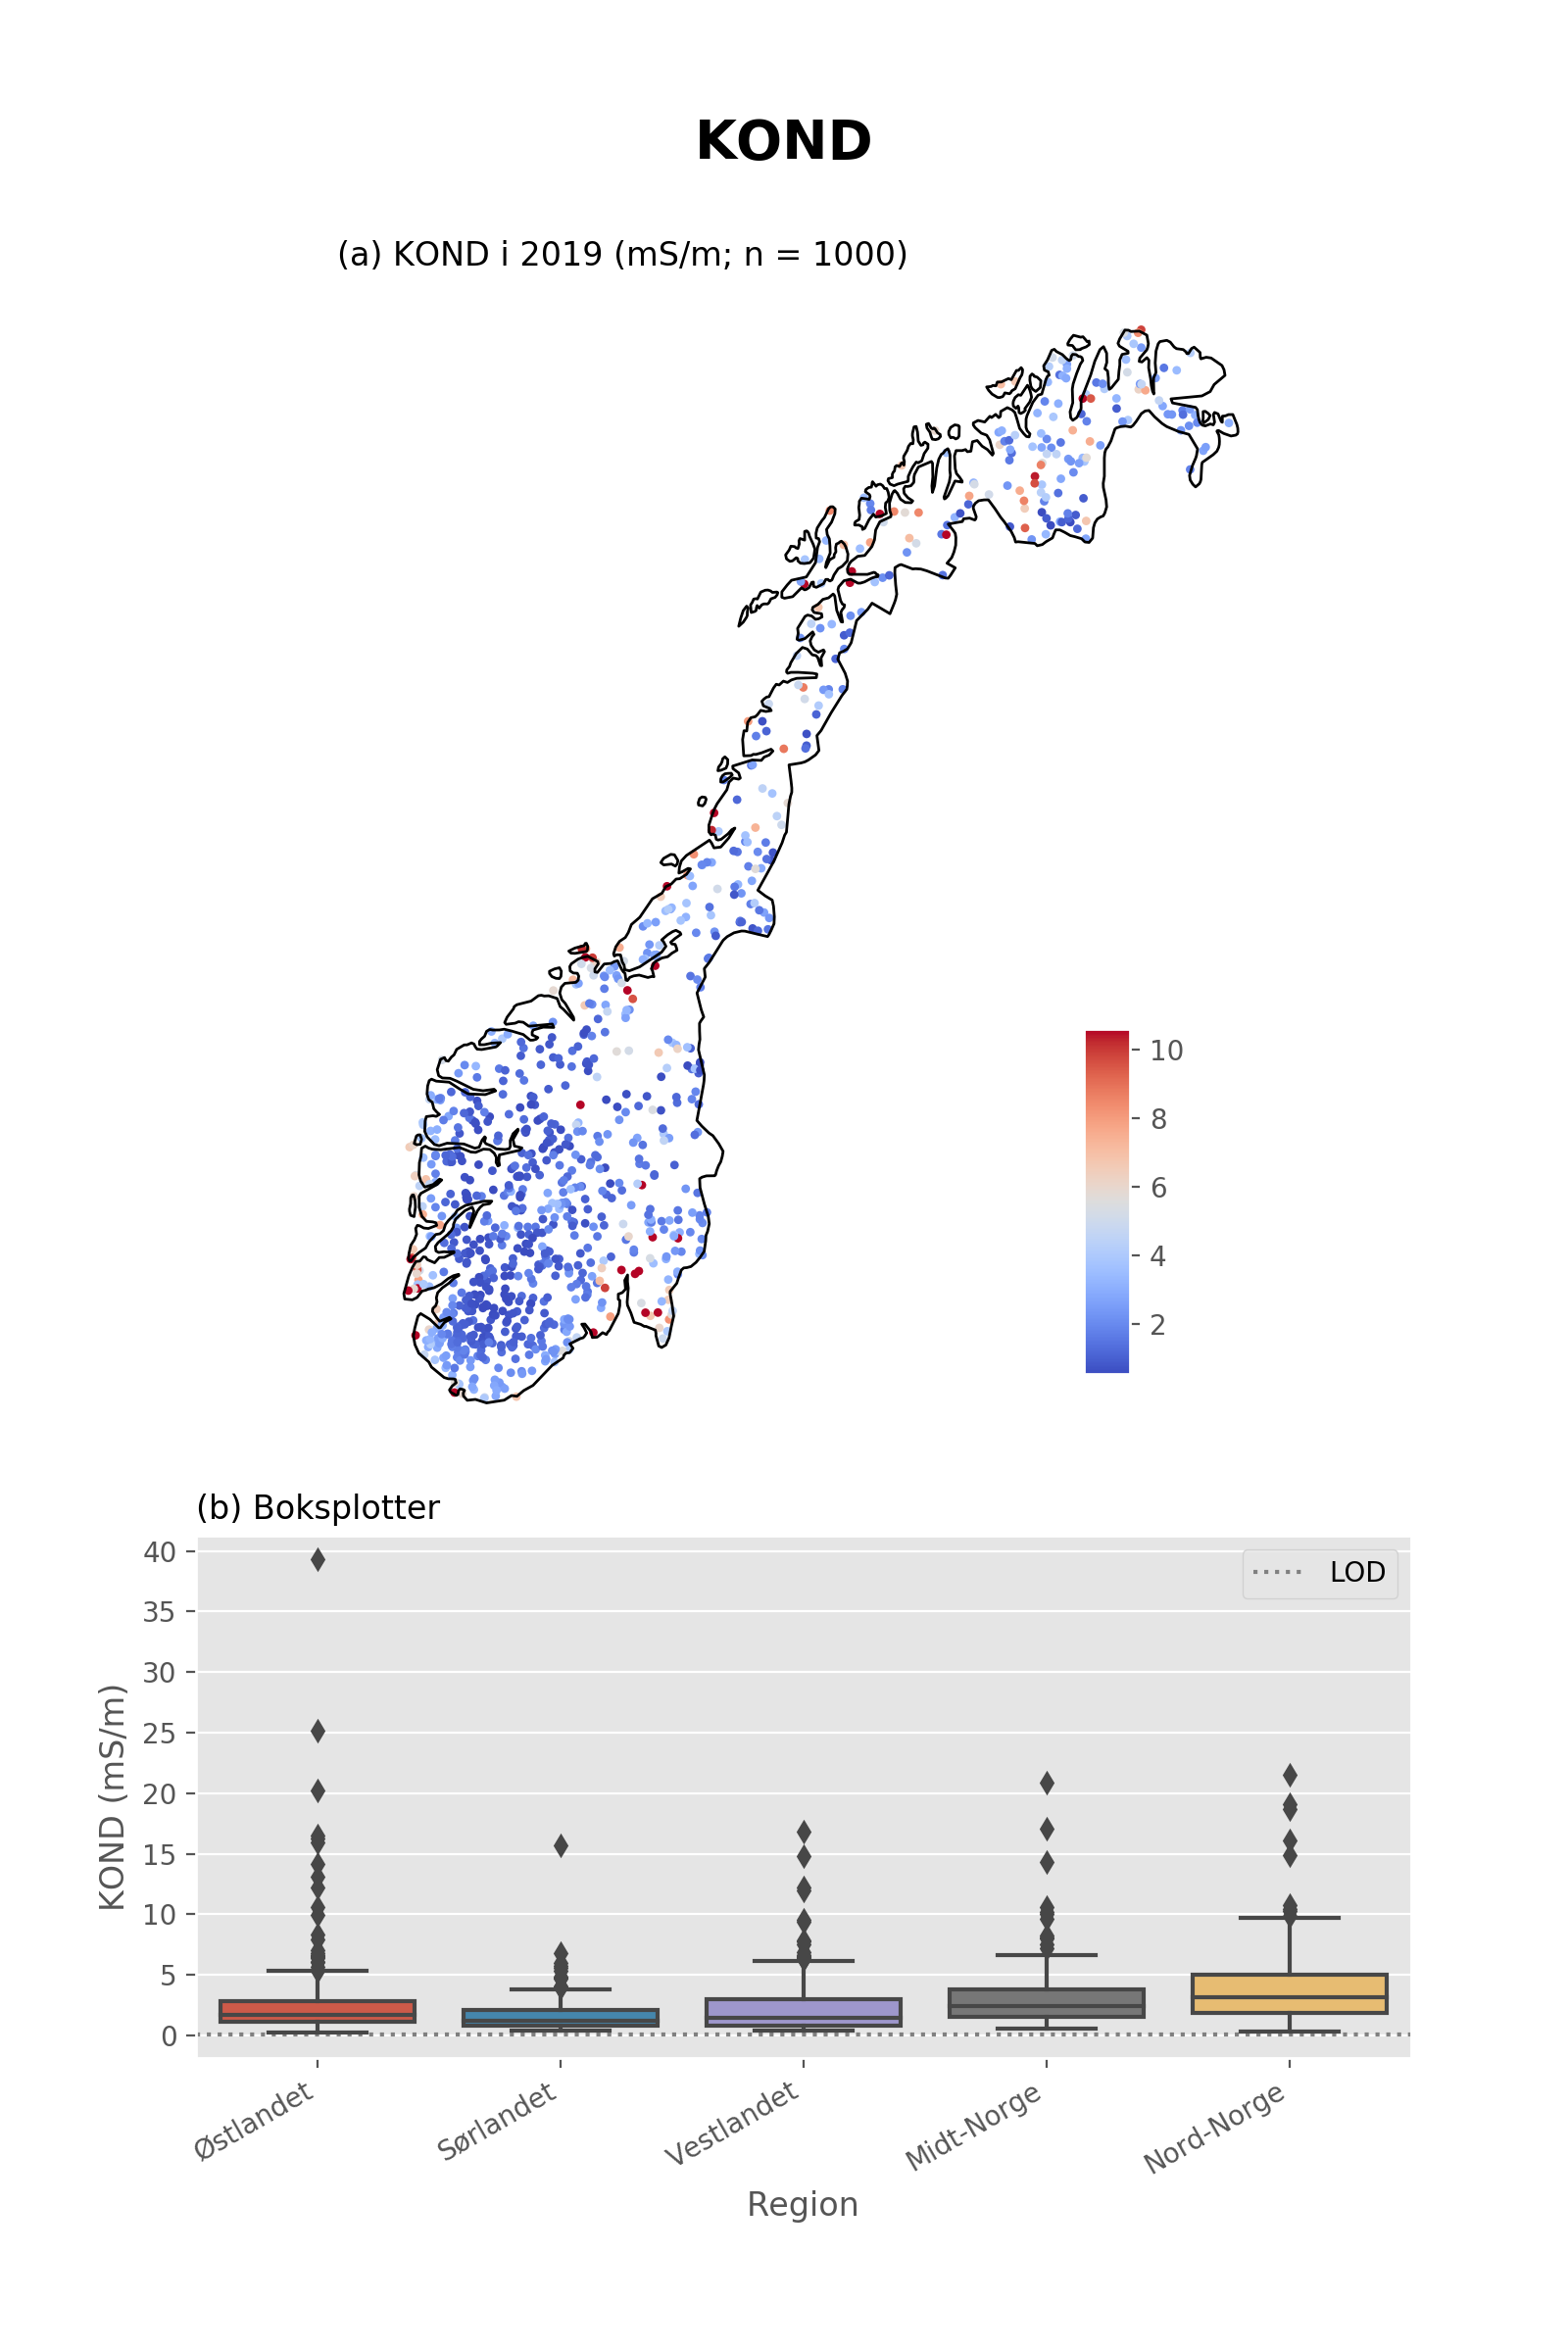 KOND
(a) KOND i 2019 (mS/m; n = 1000)
10
8
6
4
2
(b) Boksplotter
40
35
30
25
20
15
10
5
0
KOND (mS/m)
LOD
Østlandet
Sørlandet
Vestlandet
Midt-Norge
Nord-Norge
Region